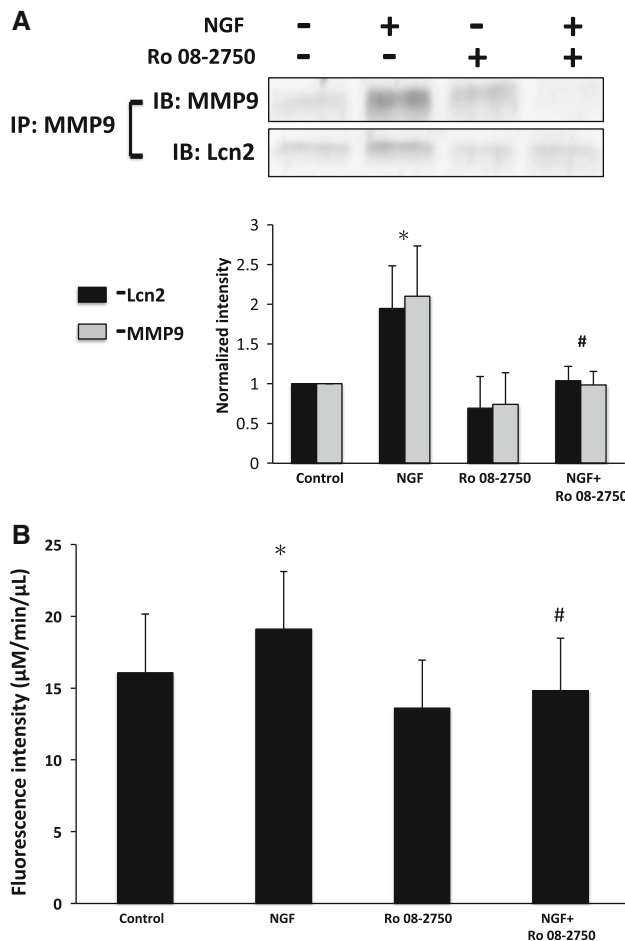 A
NGF - + - +
Ro 08-2750 - - + +
IP: MMP9
IB: MMP9
IB: Lcn2
Normalized intensity
3
2.5
2
1.5
1
0.5
0
-Lcn2
-MMP9
*
#
Control NGF Ro 08-2750 NGF+
Ro 08-2750
B
Fluorescence intensity (µM/min/µL)
25
20
15
10
5
0
*
#
Control NGF Ro 08-2750 NGF+
Ro 08-2750